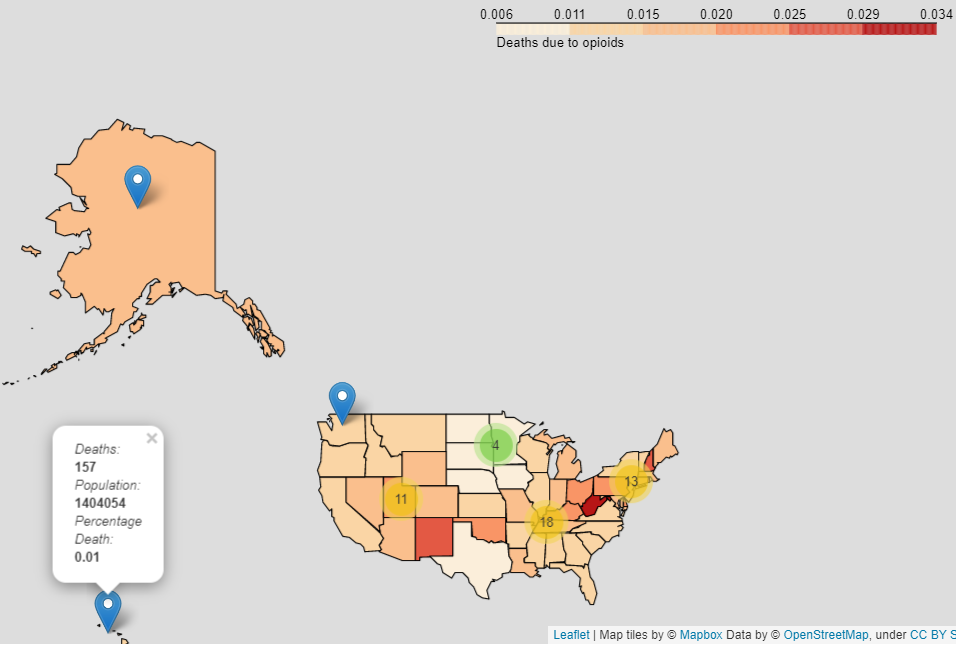 0.006 0.011 0.015 0.020 0.025 0.029 0.034
Deaths due to opioids
×
Deaths:
157
Population:
1404054
Percentage
Death:
0.01
4
11
13
18
Leaflet | Map tiles by © Mapbox Data by © OpenStreetMap, under CC BY S